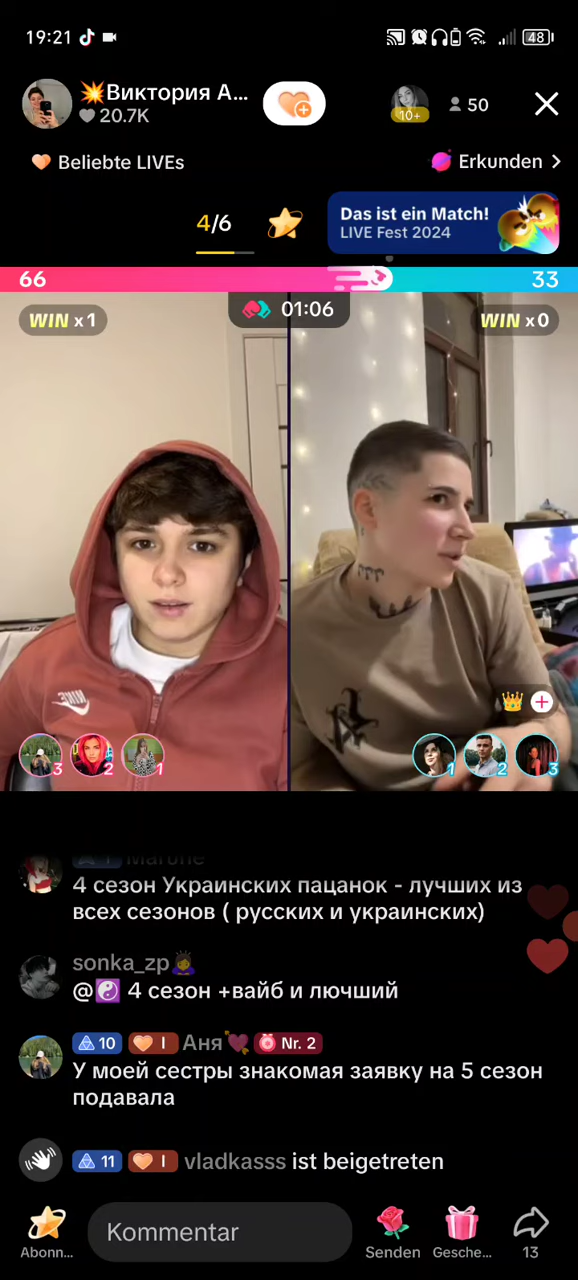 19:21
48
💥Виктория А...
20.7K
10+
50
Beliebte LIVEs
Erkunden
4/6
Das ist ein Match!
LIVE Fest 2024
66
33
WIN x 1
01:06
WIN x 0
3
2
1
1
2
3
4 сезон Украинских пацанок - лучших из
всех сезонов ( русских и украинских)
sonka_zp🙇‍♀️
@☯️ 4 сезон +вайб и лючший
10 I Аня💘 Nr. 2
У моей сестры знакомая заявку на 5 сезон
подавала
11 I vladkasss ist beigetreten
Abonn...
Kommentar
Senden
Gesche...
13